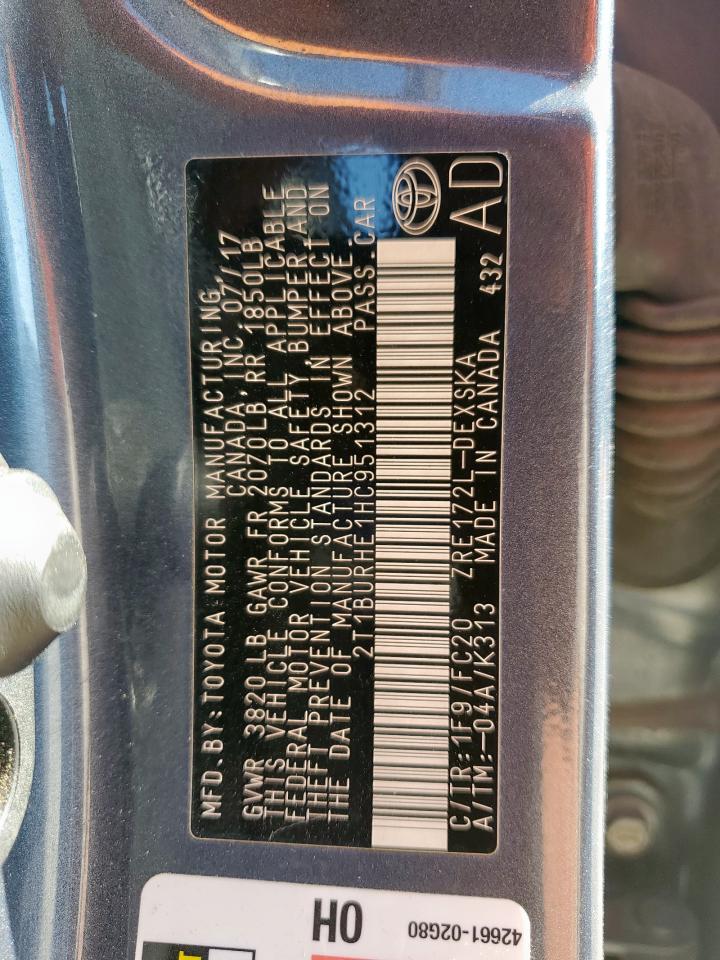 MFD.BY:TOYOTA MOTOR MANUFACTURING
CANADA,INC 07/17
GVWR 3820LB GAWR FR 2070LB RR 1850LB
THIS VEHICLE CONFORMS TO ALL APPLICABLE
FEDERAL MOTOR VEHICLE SAFETY, BUMPER AND
THEFT PREVENTION STANDARDS IN EFFECT ON
THE DATE OF MANUFACTURE SHOWN ABOVE.
2T1BURHE1HC951312 PASS.CAR
C/TR:1F9/FC20 ZRE172L-DEXSKA
A/TM:-04A/K313 MADE IN CANADA 432 AD
OH
42661-02G80